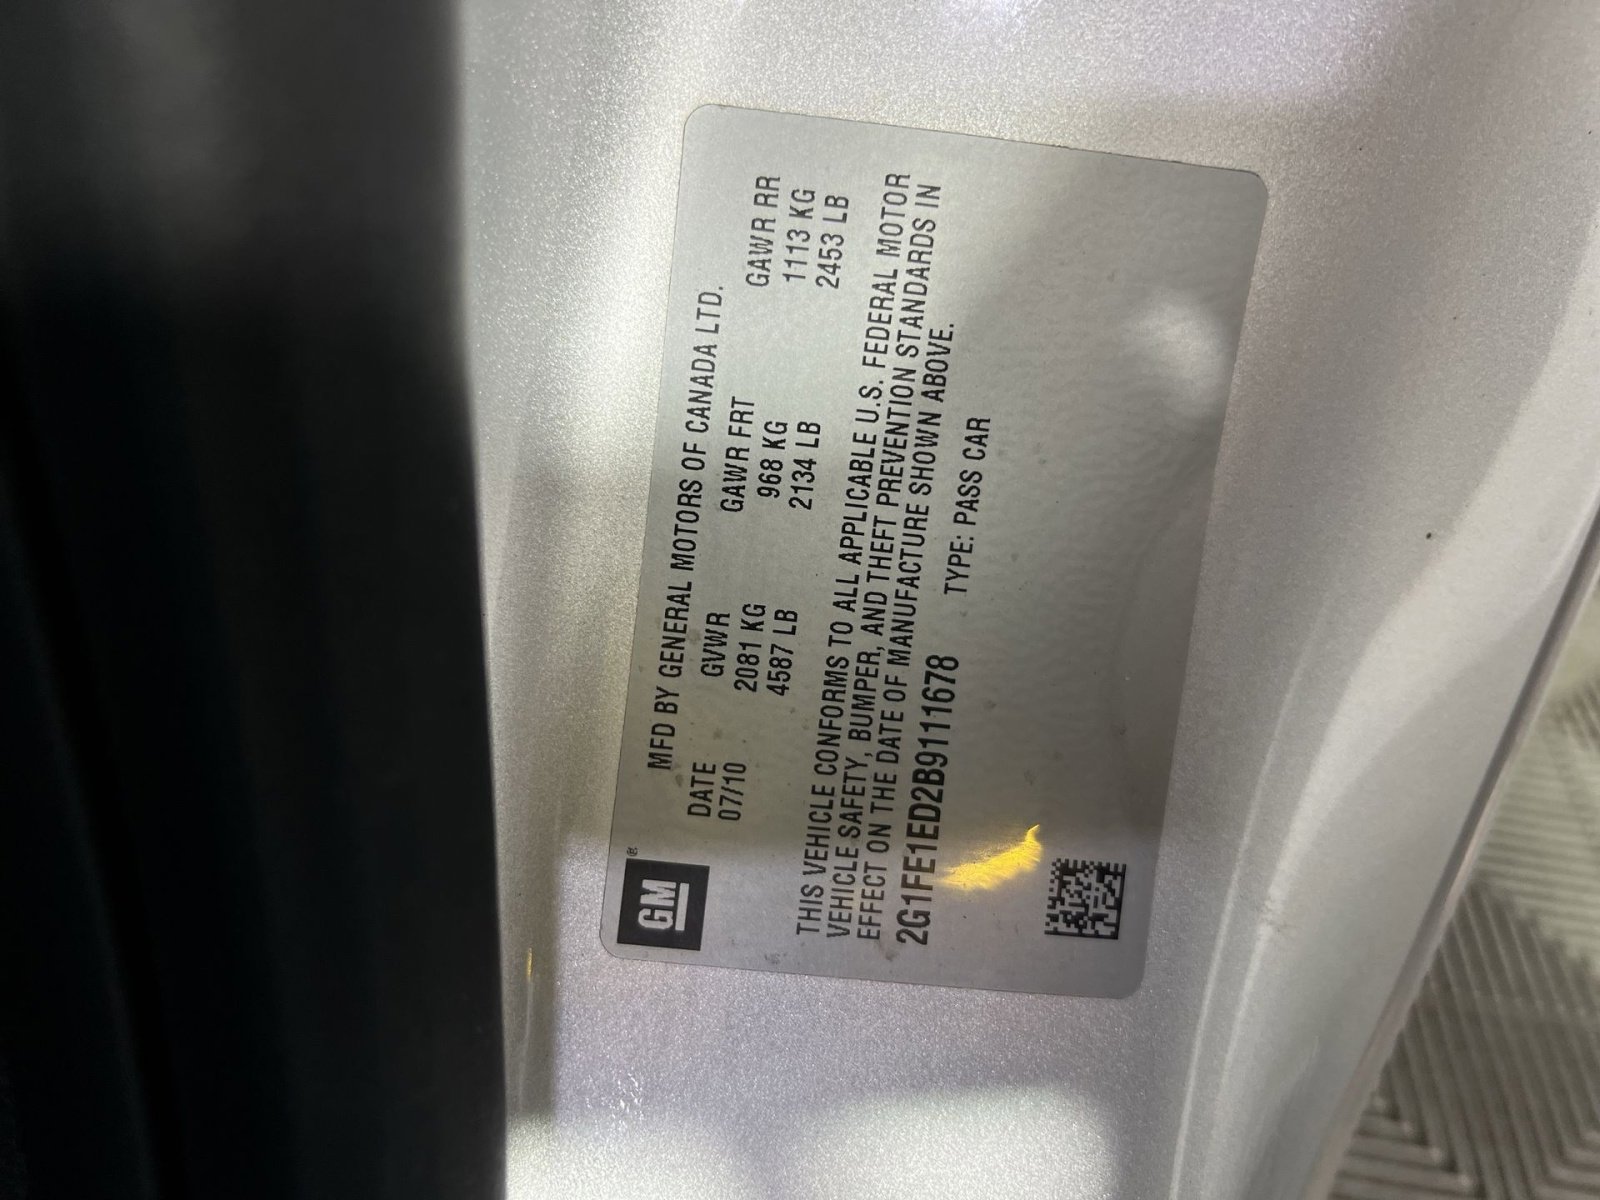 GM®
MFD BY GENERAL MOTORS OF CANADA LTD.
DATE GVWR GAWR FRT GAWR RR
07/10 2081 KG 968 KG 1113 KG
4587 LB 2134 LB 2453 LB
THIS VEHICLE CONFORMS TO ALL APPLICABLE U.S. FEDERAL MOTOR
VEHICLE SAFETY, BUMPER, AND THEFT PREVENTION STANDARDS IN
EFFECT ON THE DATE OF MANUFACTURE SHOWN ABOVE.
2G1FE1ED2B9111678 TYPE: PASS CAR